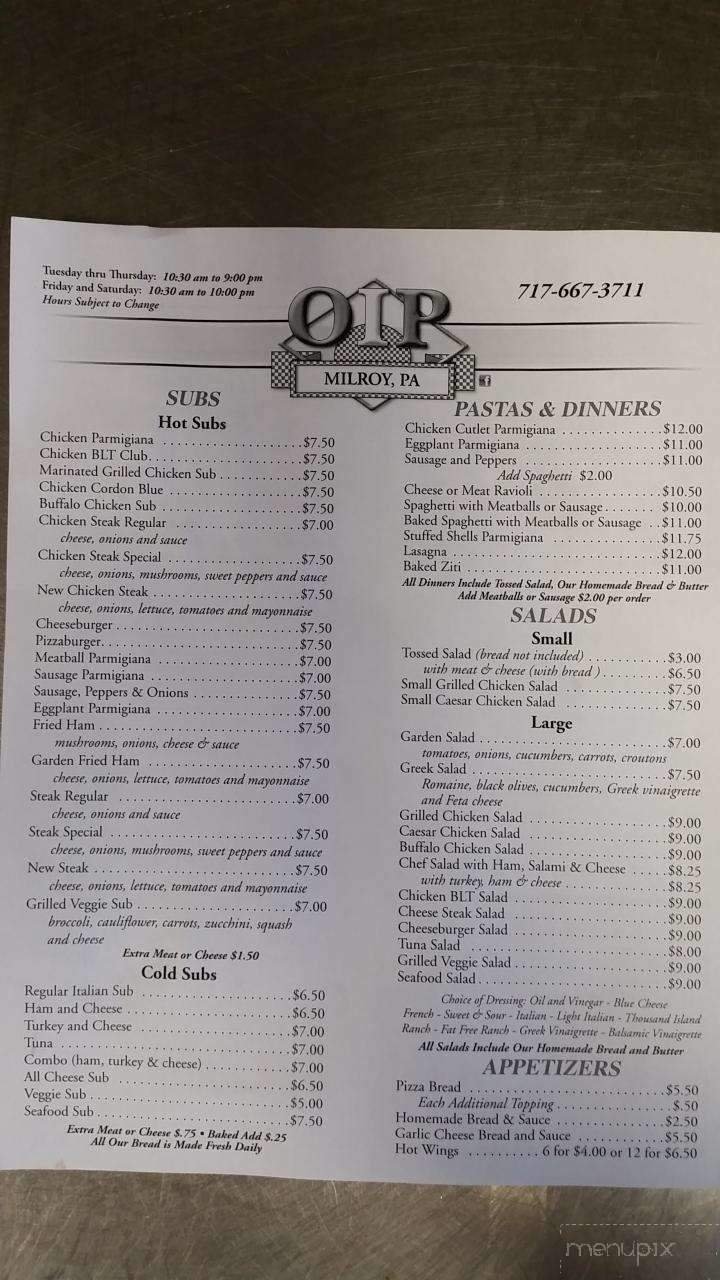 Tuesday thru Thursday: 10:30 am to 9:00 pm
Friday and Saturday: 10:30 am to 10:00 pm
Hours Subject to Change
717-667-3711
OIP
MILROY, PA
SUBS
Hot Subs
Chicken Parmigiana ...................$7.50
Chicken BLT Club......................$7.50
Marinated Grilled Chicken Sub ...........$7.50
Chicken Cordon Blue ..................$7.50
Buffalo Chicken Sub ...................$7.50
Chicken Steak Regular ..................$7.00
cheese, onions and sauce
Chicken Steak Special ...................$7.50
cheese, onions, mushrooms, sweet peppers and sauce
New Chicken Steak ....................$7.50
cheese, onions, lettuce, tomatoes and mayonnaise
Cheeseburger .........................$7.50
Pizzaburger...........................$7.50
Meatball Parmigiana ...................$7.00
Sausage Parmigiana ....................$7.00
Sausage, Peppers & Onions ..............$7.50
Eggplant Parmigiana ...................$7.00
Fried Ham ...........................$7.50
mushrooms, onions, cheese & sauce
Garden Fried Ham ....................$7.50
cheese, onions, lettuce, tomatoes and mayonnaise
Steak Regular ........................$7.00
cheese, onions and sauce
Steak Special .........................$7.50
cheese, onions, mushrooms, sweet peppers and sauce
New Steak ...........................$7.50
cheese, onions, lettuce, tomatoes and mayonnaise
Grilled Veggie Sub .....................$7.00
broccoli, cauliflower, carrots, zucchini, squash
and cheese
Extra Meat or Cheese $1.50
Cold Subs
Regular Italian Sub ....................$6.50
Ham and Cheese ......................$6.50
Turkey and Cheese ....................$7.00
Tuna ...............................$7.00
Combo (ham, turkey & cheese) ...........$7.00
All Cheese Sub .......................$6.50
Veggie Sub ...........................$5.00
Seafood Sub ..........................$7.50
Extra Meat or Cheese $.75 • Baked Add $.25
All Our Bread is Made Fresh Daily
PASTAS & DINNERS
Chicken Cutlet Parmigiana .............$12.00
Eggplant Parmigiana ..................$11.00
Sausage and Peppers ..................$11.00
Add Spaghetti $2.00
Cheese or Meat Ravioli ................$10.50
Spaghetti with Meatballs or Sausage....... $10.00
Baked Spaghetti with Meatballs or Sausage ..$11.00
Stuffed Shells Parmigiana ..............$11.75
Lasagna ............................$12.00
Baked Ziti ..........................$11.00
All Dinners Include Tossed Salad, Our Homemade Bread & Butter
Add Meatballs or Sausage $2.00 per order
SALADS
Small
Tossed Salad (bread not included) ..........$3.00
with meat & cheese (with bread ) .........$6.50
Small Grilled Chicken Salad .............$7.50
Small Caesar Chicken Salad .............$7.50
Large
Garden Salad ........................$7.00
tomatoes, onions, cucumbers, carrots, croutons
Greek Salad .........................$7.50
Romaine, black olives, cucumbers, Greek vinaigrette
and Feta cheese
Grilled Chicken Salad ..................$9.00
Caesar Chicken Salad ..................$9.00
Buffalo Chicken Salad ..................$9.00
Chef Salad with Ham, Salami & Cheese .....$8.25
with turkey, ham & cheese .............$8.25
Chicken BLT Salad ...................$9.00
Cheese Steak Salad ...................$9.00
Cheeseburger Salad ...................$9.00
Tuna Salad .........................$8.00
Grilled Veggie Salad ...................$9.00
Seafood Salad ........................$9.00
Choice of Dressing: Oil and Vinegar - Blue Cheese
French - Sweet & Sour - Italian - Light Italian - Thousand Island
Ranch - Fat Free Ranch - Greek Vinaigrette - Balsamic Vinaigrette
All Salads Include Our Homemade Bread and Butter
APPETIZERS
Pizza Bread .........................$5.50
Each Additional Topping ...............$.50
Homemade Bread & Sauce ..............$2.50
Garlic Cheese Bread and Sauce ...........$5.50
Hot Wings .......... 6 for $4.00 or 12 for $6.50
menupix